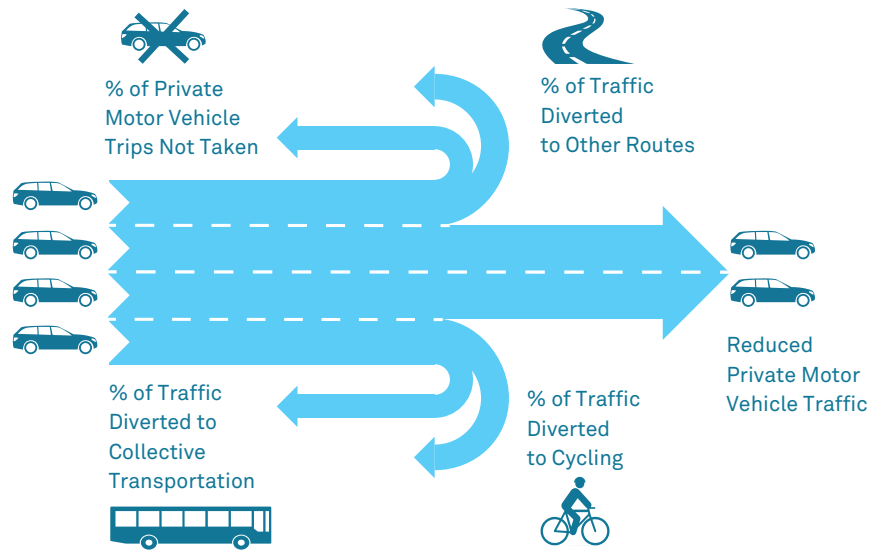 % of Private
Motor Vehicle
Trips Not Taken
% of Traffic
Diverted
to Other Routes
Reduced
Private Motor
Vehicle Traffic
% of Traffic
Diverted to
Collective
Transportation
% of Traffic
Diverted
to Cycling